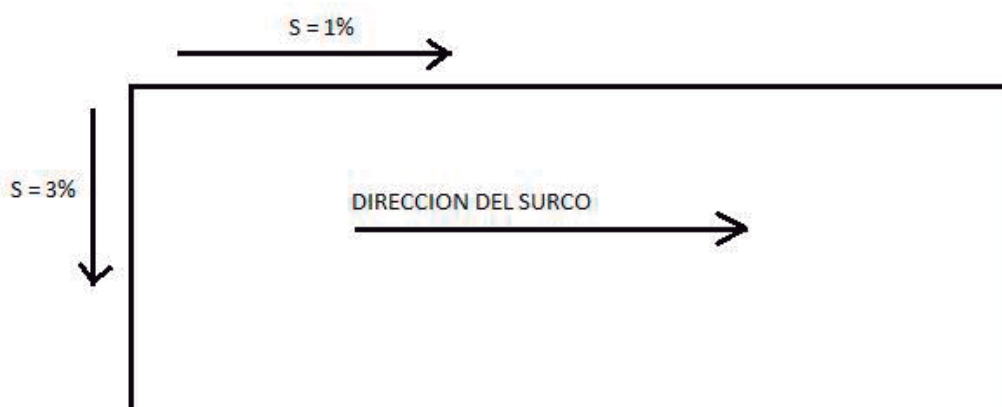 S = 1%
S = 3%
DIRECCION DEL SURCO